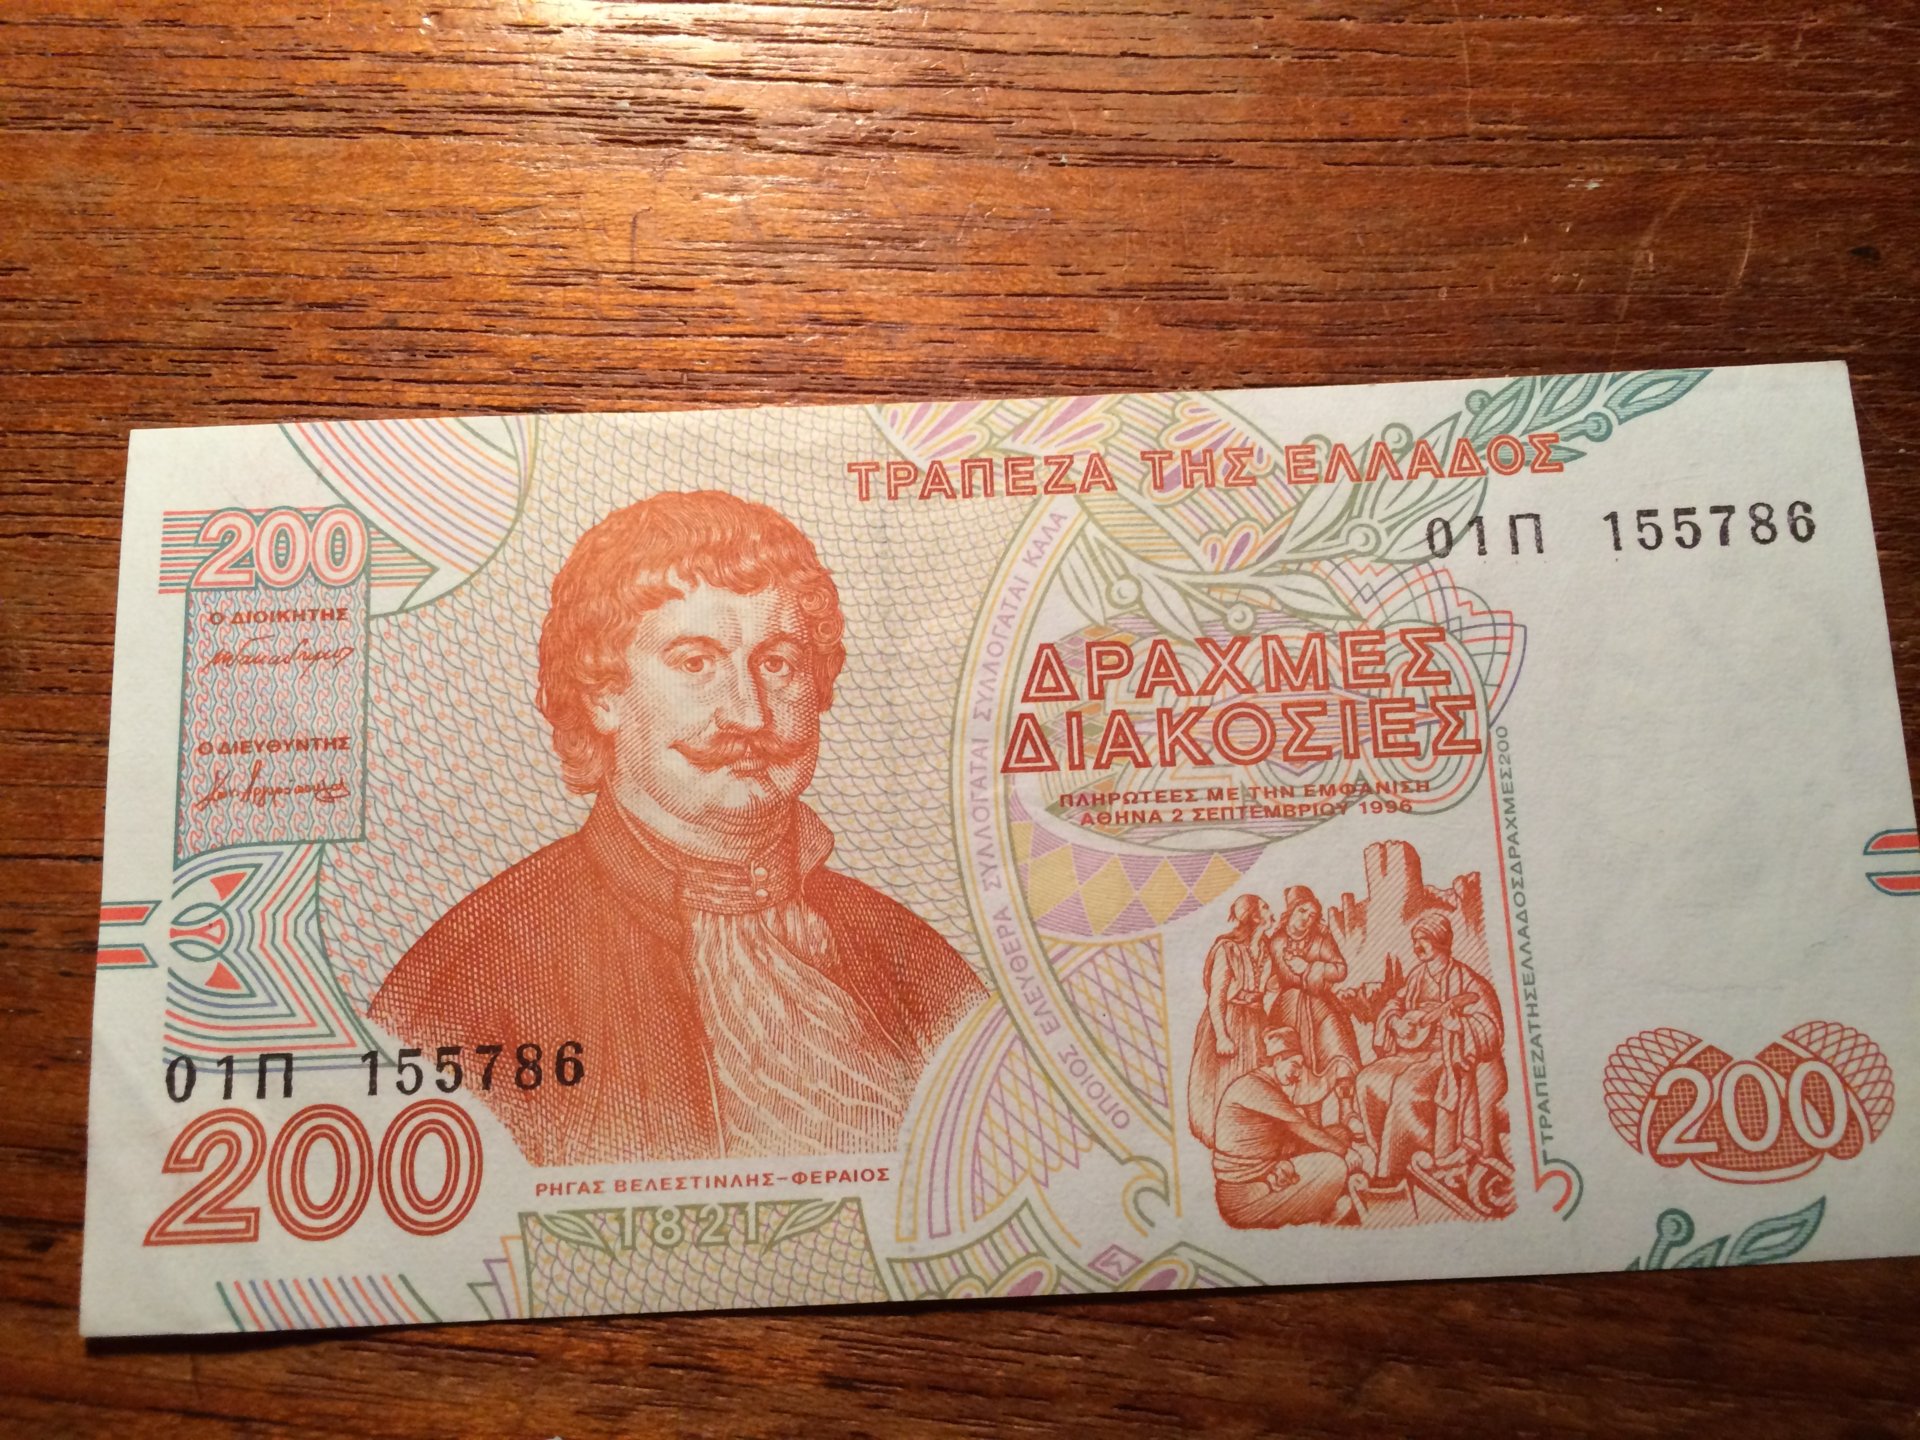 ΤΡΑΠΕΖΑ ΤΗΣ ΕΛΛΑΔΟΣ
200
01Π 155786
Ο ΔΙΟΙΚΗΤΗΣ
Ο ΔΙΕΥΘΥΝΤΗΣ
ΟΠΟΙΟΣ ΕΛΕΥΘΕΡΑ ΣΥΛΛΟΓΑΤΑΙ ΣΥΛΛΟΓΑΤΑΙ ΚΑΛΑ
ΔΡΑΧΜΕΣ
ΔΙΑΚΟΣΙΕΣ
ΠΛΗΡΩΤΕΕΣ ΜΕ ΤΗΝ ΕΜΦΑΝΙΣΗ
ΑΘΗΝΑ 2 ΣΕΠΤΕΜΒΡΙΟΥ 1996
ΤΡΑΠΕΖΑΤΗΣΕΛΛΑΔΟΣΔΡΑΧΜΕΣ200
01Π 155786
200
ΡΗΓΑΣ ΒΕΛΕΣΤΙΝΛΗΣ-ΦΕΡΑΙΟΣ
1821
200